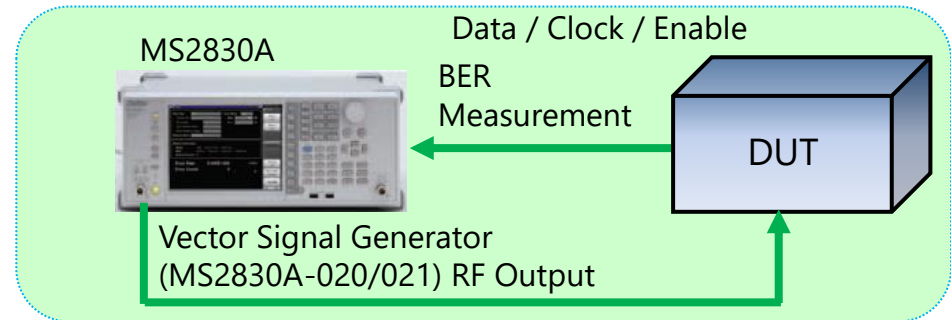 MS2830A
Data / Clock / Enable
BER
Measurement
DUT
Vector Signal Generator
(MS2830A-020/021) RF Output